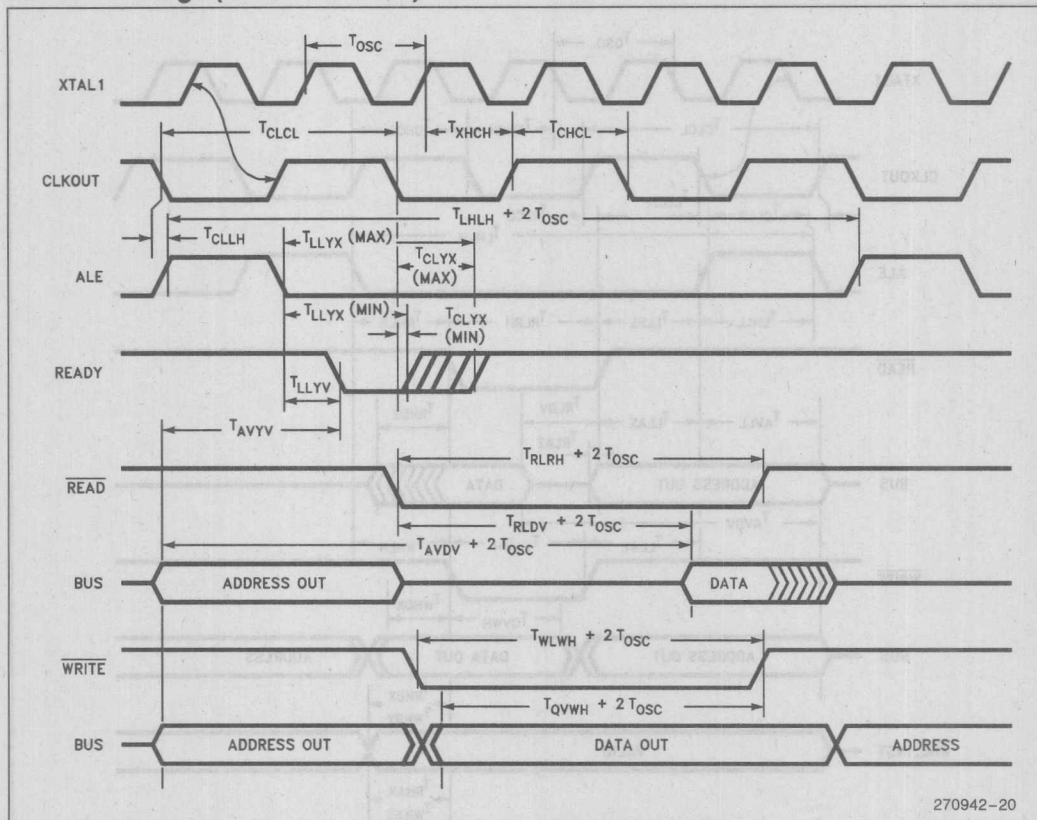 T_OSC
XTAL1
T_CLCL
T_XHCH
T_CHCL
CLKOUT
T_LHLH + 2 T_OSC
T_CLLH
T_LLYX (MAX)
T_CLYX
(MAX)
ALE
T_LLYX (MIN)
T_CLYX
(MIN)
READY
T_LLYV
T_AVYV
T_RLRH + 2 T_OSC
READ
T_RLDV + 2 T_OSC
T_AVDV + 2 T_OSC
BUS
ADDRESS OUT
DATA
T_WLWH + 2 T_OSC
WRITE
T_QVWH + 2 T_OSC
BUS
ADDRESS OUT
DATA OUT
ADDRESS
270942-20